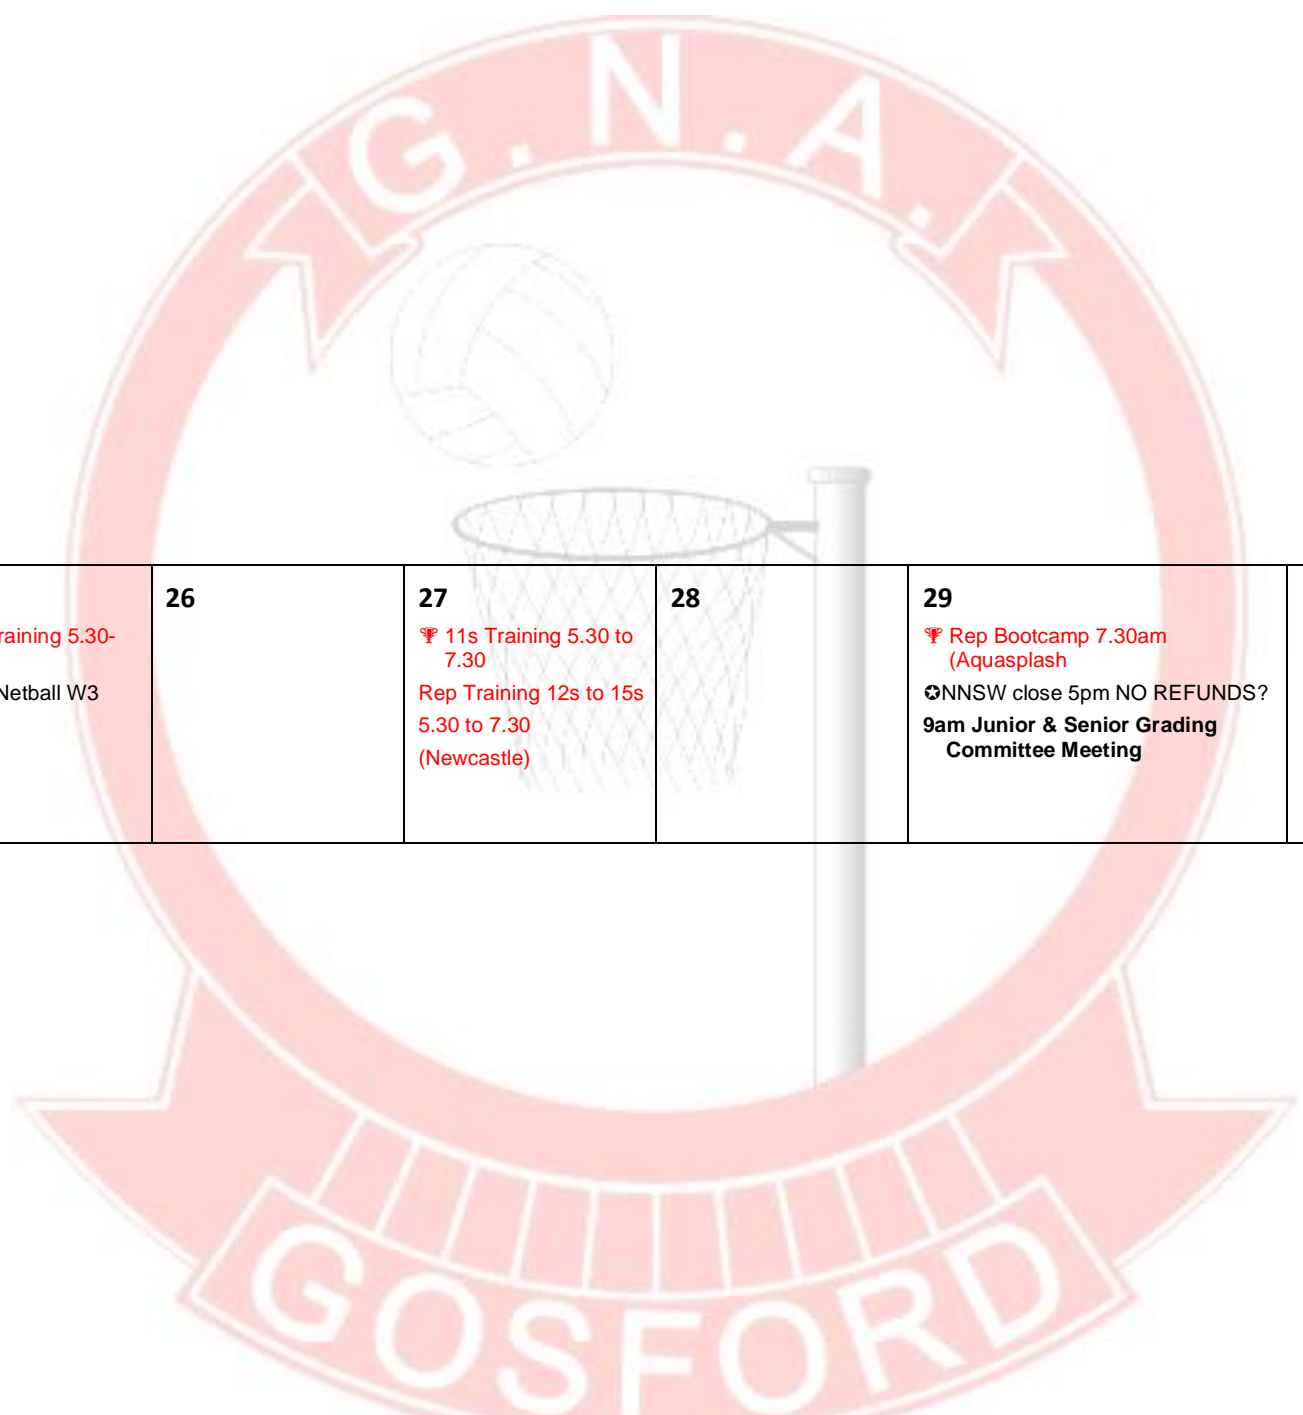 G.N.A.
raining 5.30-
Netball W3
26
27
11s Training 5.30 to
7.30
Rep Training 12s to 15s
5.30 to 7.30
(Newcastle)
28
29
Rep Bootcamp 7.30am
(Aquasplash
✪NNSW close 5pm NO REFUNDS?
9am Junior & Senior Grading
Committee Meeting
GOSFORD